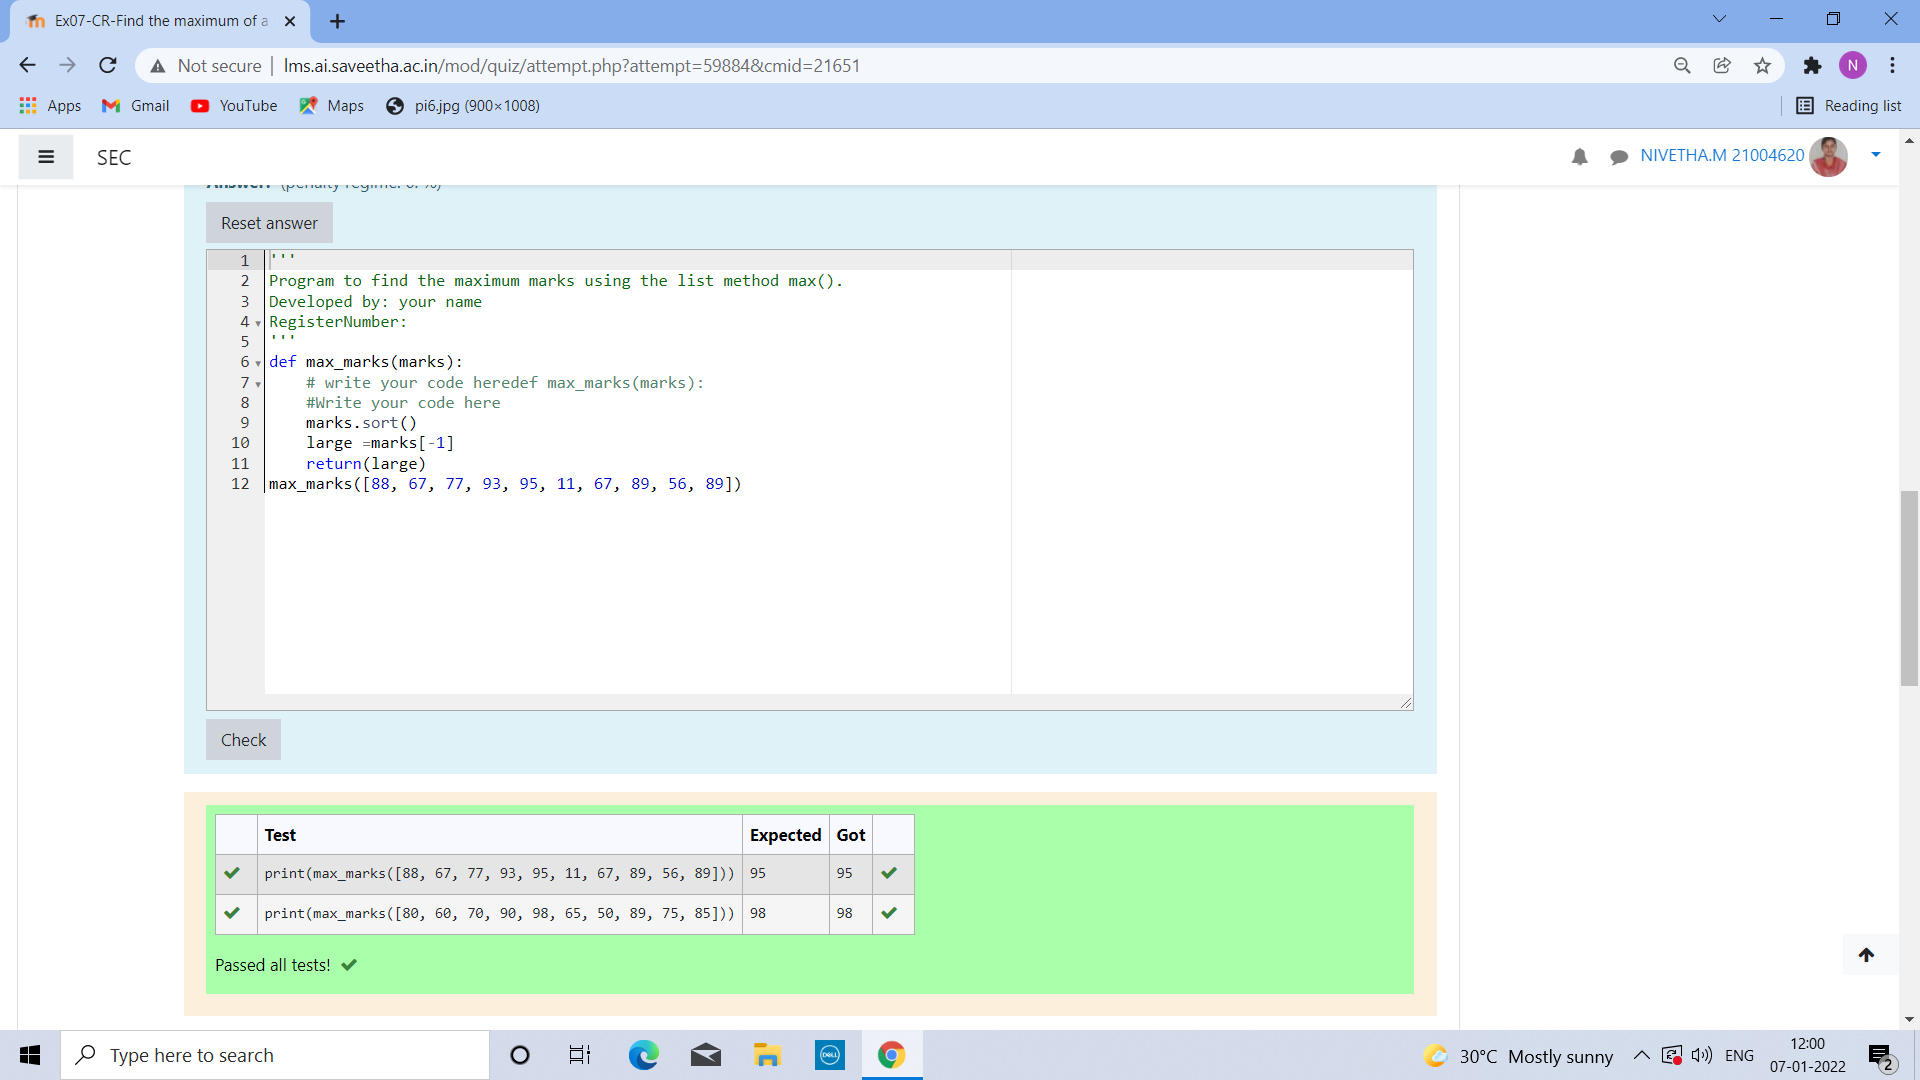 Ex07-CR-Find the maximum of a
Not secure | lms.ai.saveetha.ac.in/mod/quiz/attempt.php?attempt=59884&cmid=21651
N
Apps Gmail YouTube Maps pi6.jpg (900×1008) Reading list
SEC
NIVETHA.M 21004620
Answer: (penalty regime: 0 %)
Reset answer
1 '''
2 Program to find the maximum marks using the list method max().
3 Developed by: your name
4 RegisterNumber:
5 '''
6 def max_marks(marks):
7 # write your code heredef max_marks(marks):
8 #Write your code here
9 marks.sort()
10 large =marks[-1]
11 return(large)
12 max_marks([88, 67, 77, 93, 95, 11, 67, 89, 56, 89])
Check
Test Expected Got
print(max_marks([88, 67, 77, 93, 95, 11, 67, 89, 56, 89])) 95 95
print(max_marks([80, 60, 70, 90, 98, 65, 50, 89, 75, 85])) 98 98
Passed all tests!
Type here to search
DELL
30°C Mostly sunny
ENG
12:00
07-01-2022
2